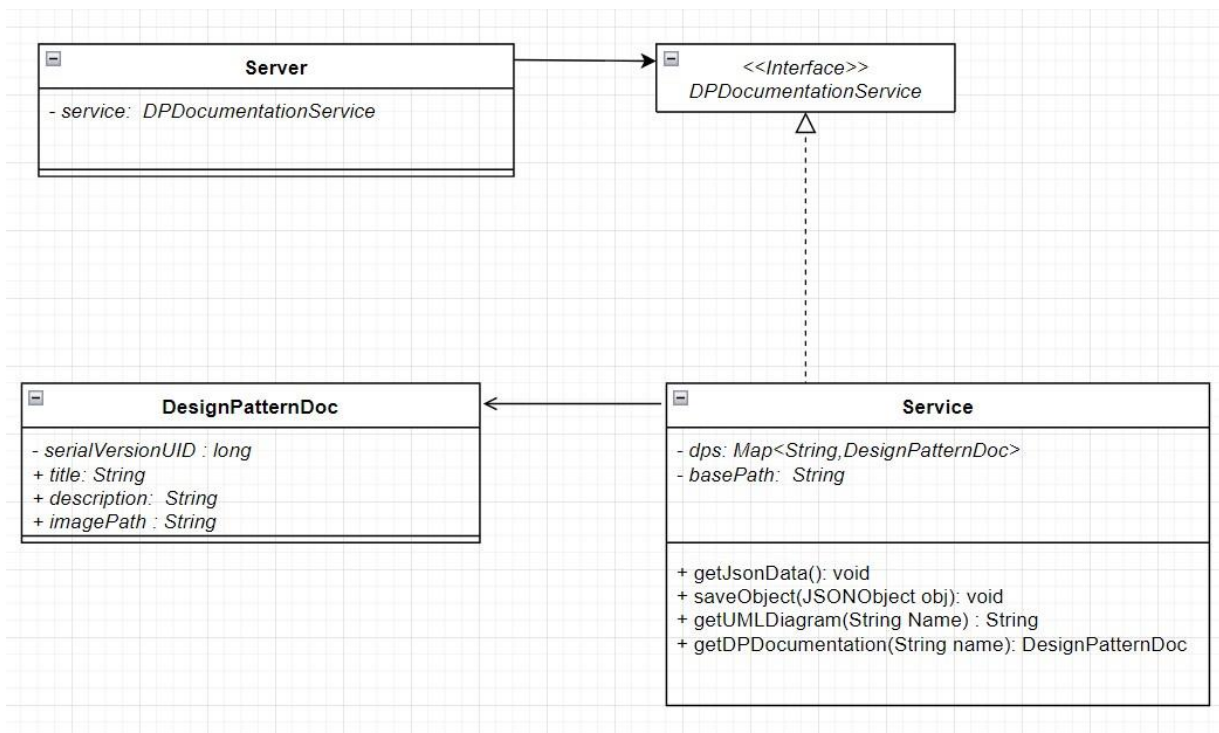 Server
- service: DPDocumentationService
<<Interface>>
DPDocumentationService
DesignPatternDoc
- serialVersionUID : long
+ title: String
+ description: String
+ imagePath : String
Service
- dps: Map<String,DesignPatternDoc>
- basePath: String
+ getJsonData(): void
+ saveObject(JSONObject obj): void
+ getUMLDiagram(String Name) : String
+ getDPDocumentation(String name): DesignPatternDoc